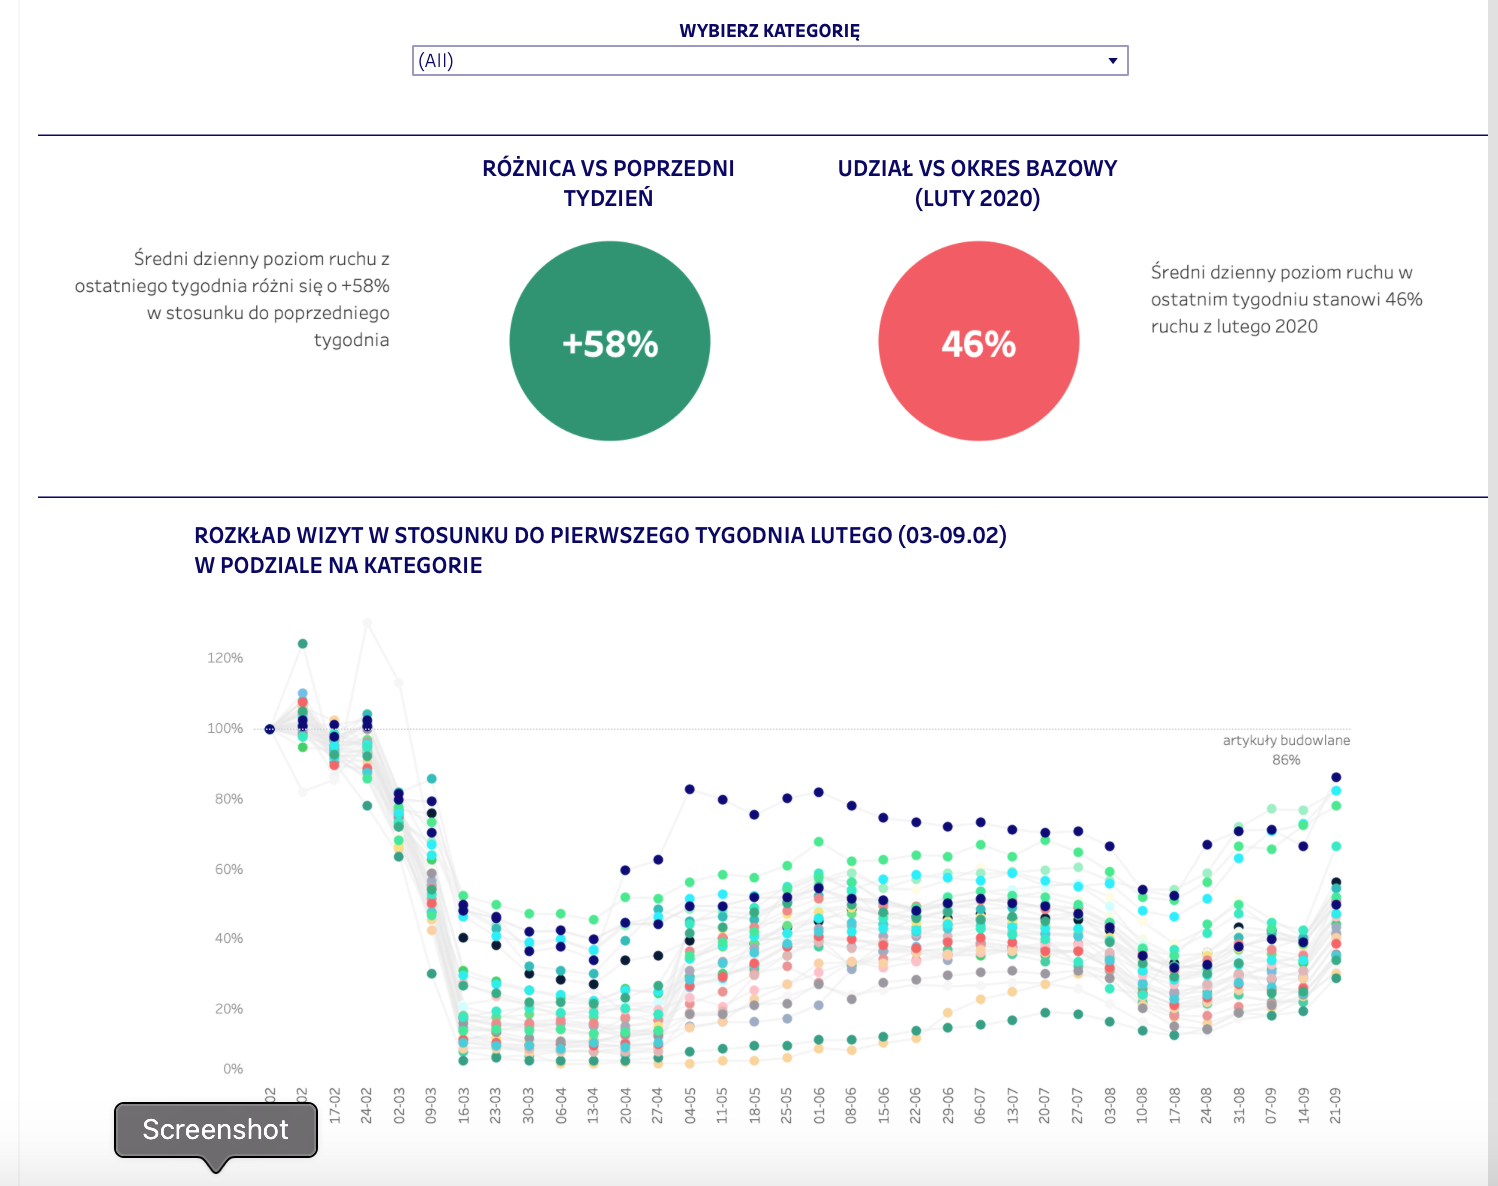 WYBIERZ KATEGORIĘ
(All)
RÓŻNICA VS POPRZEDNI
TYDZIEŃ
UDZIAŁ VS OKRES BAZOWY
(LUTY 2020)
Średni dzienny poziom ruchu z
ostatniego tygodnia różni się o +58%
w stosunku do poprzedniego
tygodnia
+58%
46%
Średni dzienny poziom ruchu w
ostatnim tygodniu stanowi 46%
ruchu z lutego 2020
ROZKŁAD WIZYT W STOSUNKU DO PIERWSZEGO TYGODNIA LUTEGO (03-09.02)
W PODZIALE NA KATEGORIE
120%
100%
80%
60%
40%
20%
0%
artykuły budowlane
86%
02
02
17-02
24-02
02-03
09-03
16-03
23-03
30-03
06-04
13-04
20-04
27-04
04-05
11-05
18-05
25-05
01-06
08-06
15-06
22-06
29-06
06-07
13-07
20-07
27-07
03-08
10-08
17-08
24-08
31-08
07-09
14-09
21-09
Screenshot